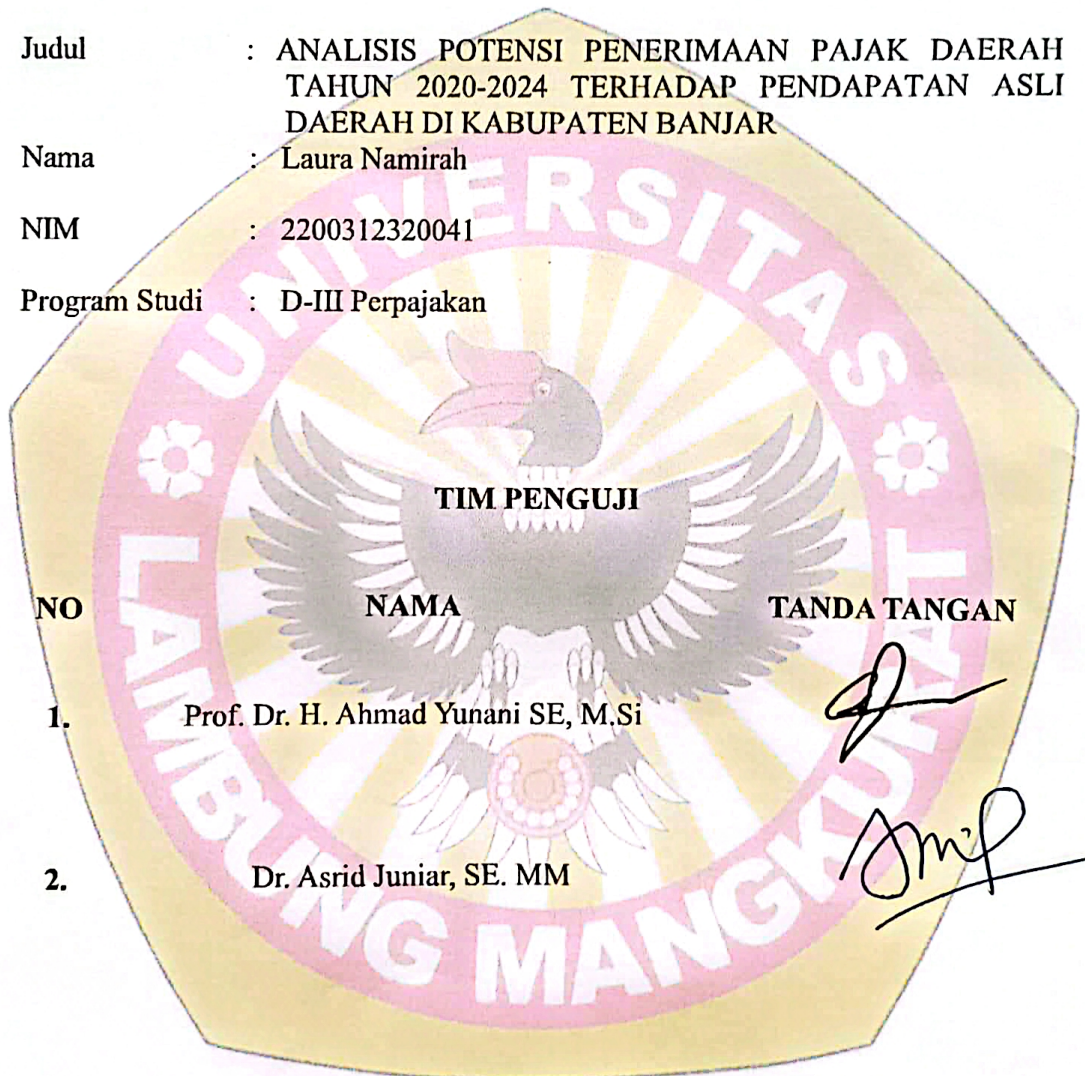 Judul : ANALISIS POTENSI PENERIMAAN PAJAK DAERAH
TAHUN 2020-2024 TERHADAP PENDAPATAN ASLI
DAERAH DI KABUPATEN BANJAR
Nama : Laura Namirah
NIM : 2200312320041
Program Studi : D-III Perpajakan
UNIVERSITAS
LAMBUNG MANGKURAT
TIM PENGUJI
NO NAMA TANDA TANGAN
1. Prof. Dr. H. Ahmad Yunani SE, M.Si
2. Dr. Asrid Juniar, SE. MM